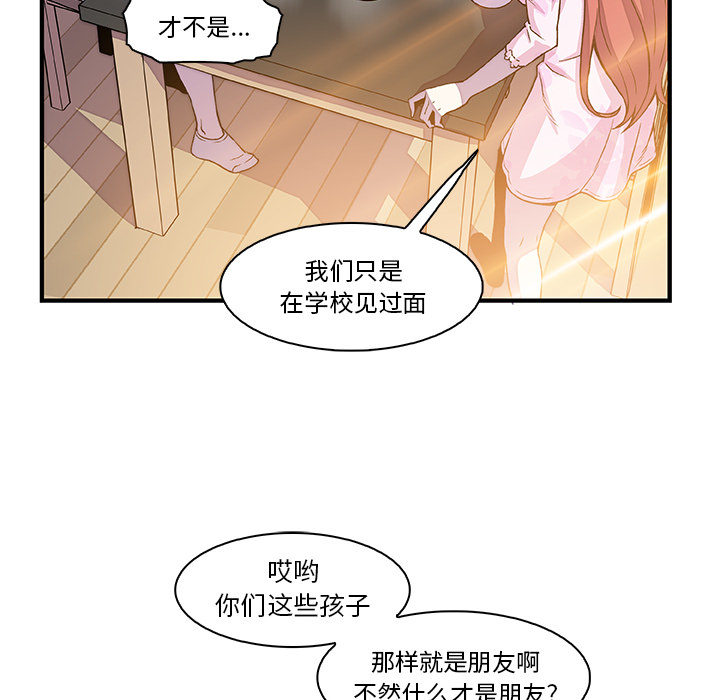 才不是...
我们只是
在学校见过面
哎哟
你们这些孩子
那样就是朋友啊
不然什么才是朋友?